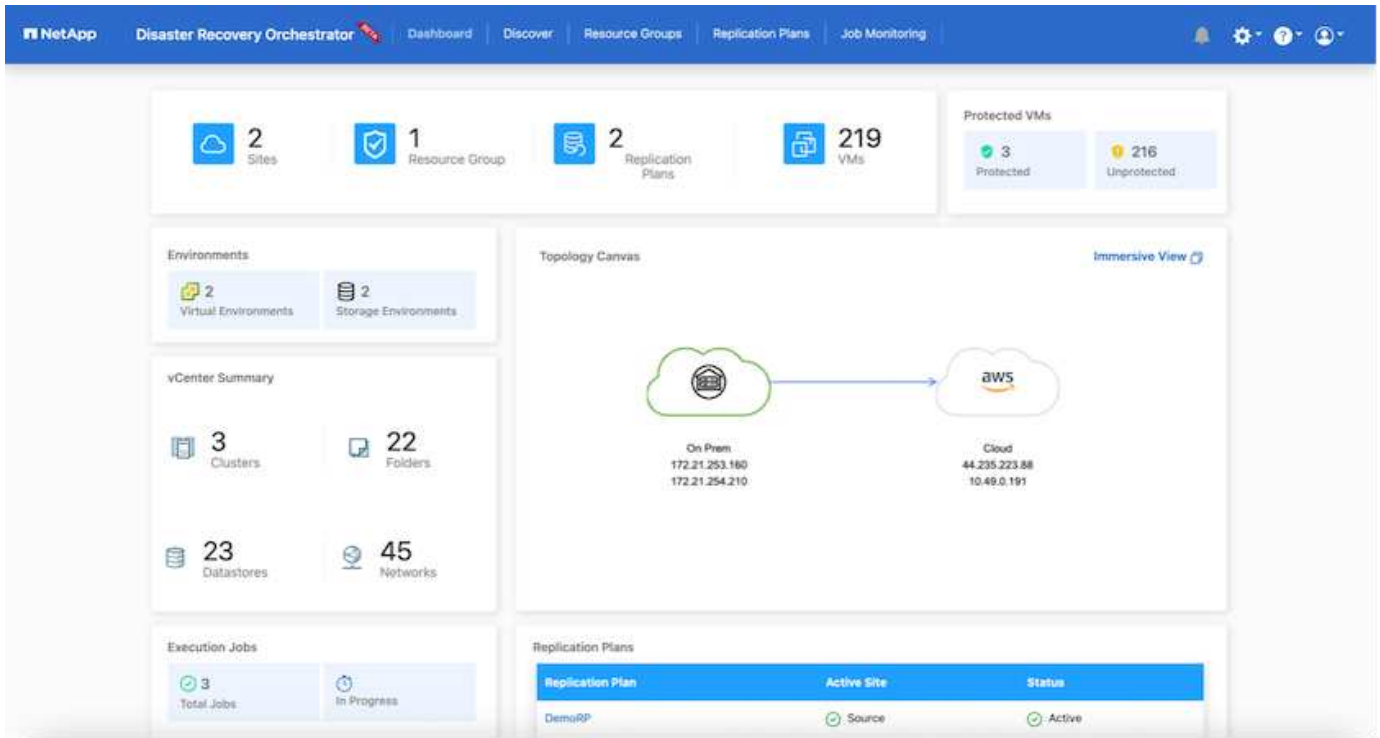 NetApp Disaster Recovery Orchestrator Dashboard Discover Resource Groups Replication Plans Job Monitoring
2
Sites
1
Resource Group
2
Replication
Plans
219
VMs
Protected VMs
3
Protected
216
Unprotected
Environments
2
Virtual Environments
2
Storage Environments
Topology Canvas
Immersive View
aws
On Prem
172.21.253.160
172.21.254.210
Cloud
44.235.223.88
10.49.0.191
vCenter Summary
3
Clusters
22
Folders
23
Datastores
45
Networks
Execution Jobs
3
Total Jobs
In Progress
Replication Plans
Replication Plan Active Site Status
DemoRP Source Active